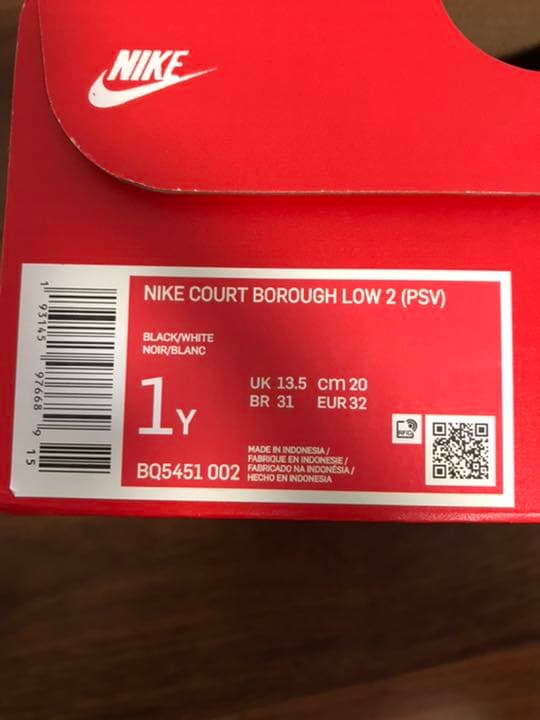 NIKE
NIKE COURT BOROUGH LOW 2 (PSV)
BLACK/WHITE
NOIR/BLANC
1Y
UK 13.5 cm 20
BR 31 EUR 32
BQ5451 002
MADE IN INDONESIA /
FABRIQUE EN INDONESIE /
FABRICADO NA INDONÉSIA /
HECHO EN INDONESIA
RFID
1 93145 97668 9 15